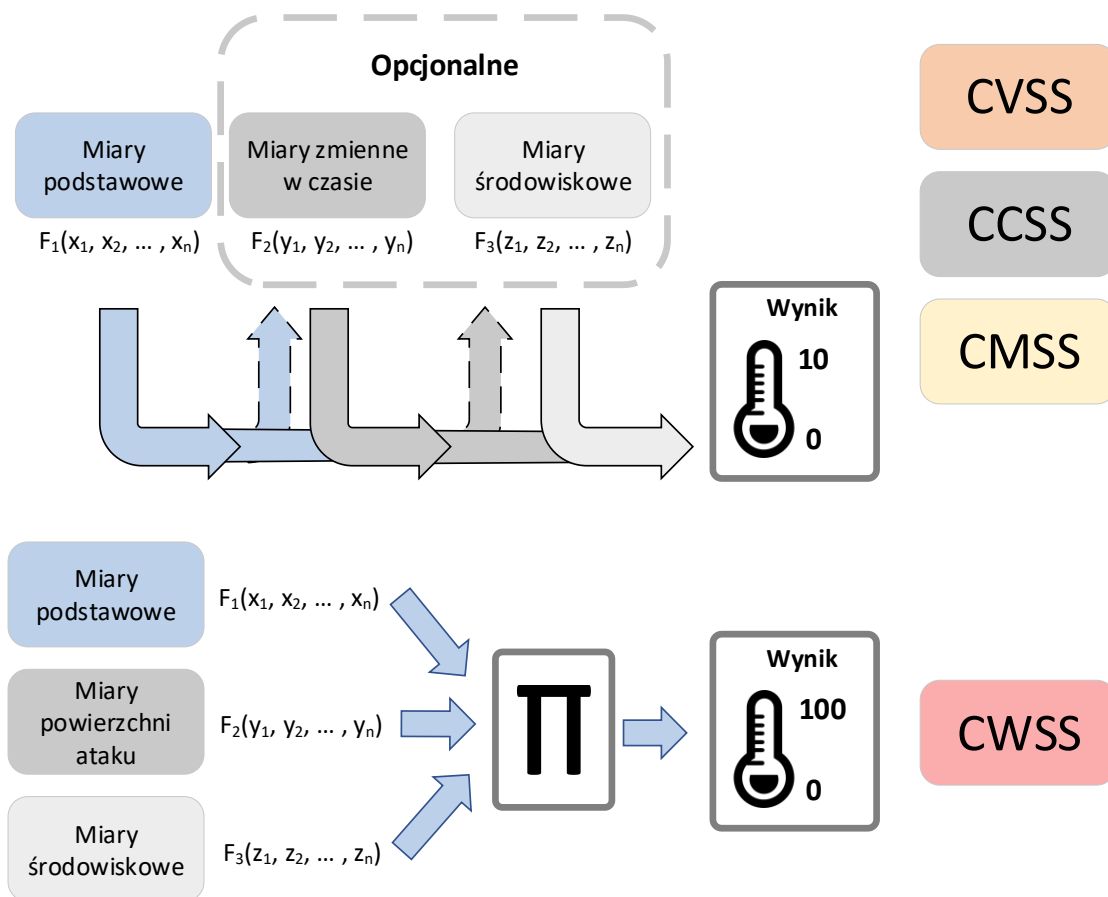 Opcjonalne
Miary
podstawowe
Miary zmienne
w czasie
Miary
środowiskowe
F₁(x₁, x₂, ... , xₙ)
F₂(y₁, y₂, ... , yₙ)
F₃(z₁, z₂, ... , zₙ)
Wynik
10
0
CVSS
CCSS
CMSS
Miary
podstawowe
F₁(x₁, x₂, ... , xₙ)
Miary
powierzchni
ataku
F₂(y₁, y₂, ... , yₙ)
Miary
środowiskowe
F₃(z₁, z₂, ... , zₙ)
∏
Wynik
100
0
CWSS